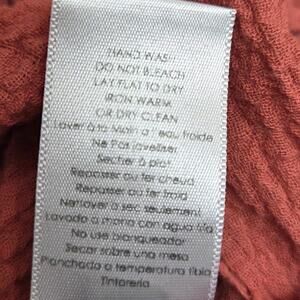 HAND WASH
DO NOT BLEACH
LAY FLAT TO DRY
IRON WARM
OR DRY CLEAN
Laver à la Main a l eau froide
Ne Pas javeliser
Secher à plat
Repasser au fer chaud
Repasser au fer froid
Nettoyer à sec seulement
Lavado a mano con agua fria
No use blanqueador
Secar sobre una mesa
Planchado a temperatura tibia
Tintoreria